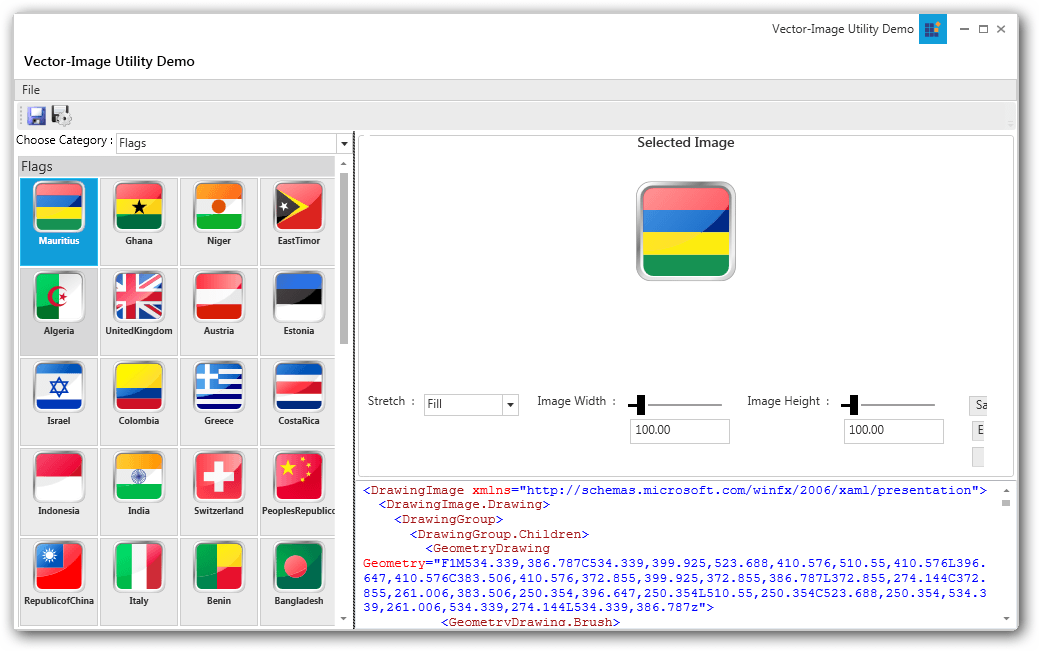 Vector-Image Utility Demo
Vector-Image Utility Demo
File
Choose Category : Flags
Flags
Mauritius Ghana Niger EastTimor
Algeria UnitedKingdom Austria Estonia
Israel Colombia Greece CostaRica
Indonesia India Switzerland PeoplesRepublic
RepublicofChina Italy Benin Bangladesh
Selected Image
Stretch : Fill Image Width : Image Height : Sa
100.00 100.00 E
<DrawingImage xmlns="http://schemas.microsoft.com/winfx/2006/xaml/presentation">
<DrawingImage.Drawing>
<DrawingGroup>
<DrawingGroup.Children>
<GeometryDrawing
Geometry="F1M534.339,386.787C534.339,399.925,523.688,410.576,510.55,410.576L396.
647,410.576C383.506,410.576,372.855,399.925,372.855,386.787L372.855,274.144C372.
855,261.006,383.506,250.354,396.647,250.354L510.55,250.354C523.688,250.354,534.3
39,261.006,534.339,274.144L534.339,386.787z">
<GeometryDrawing.Brush>